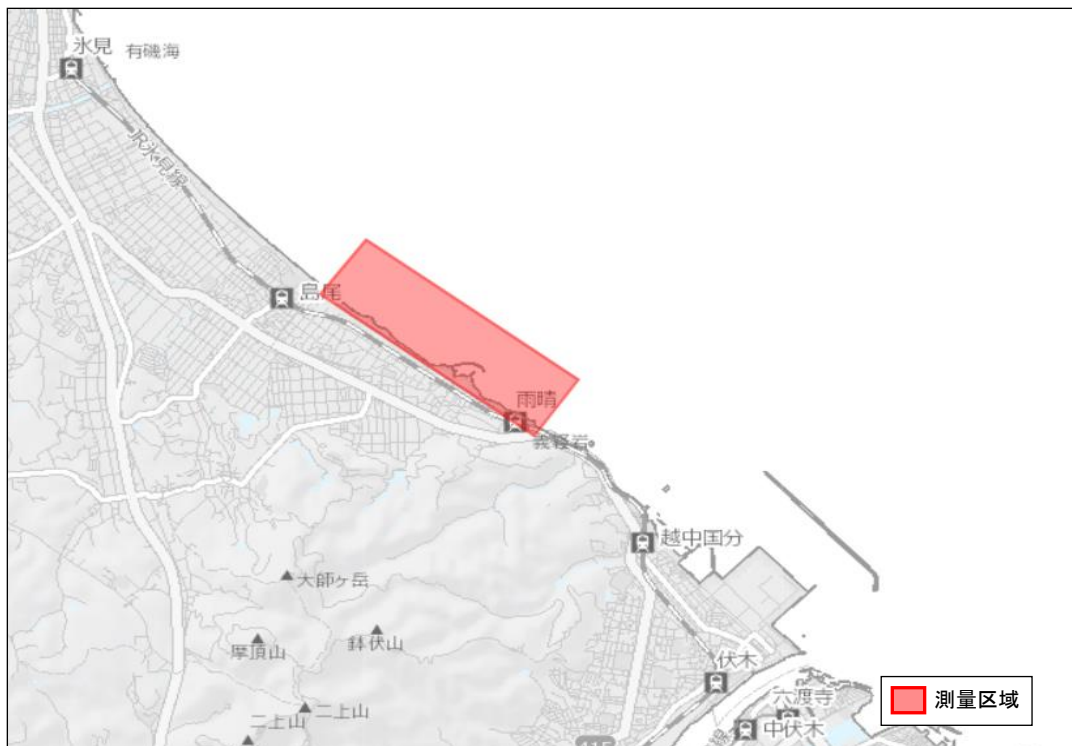 氷見
有磯海
JR氷見線
島尾
雨晴
義経岩
越中国分
大師ヶ岳
摩頂山
鉢伏山
伏木
二上山
二上山
六渡寺
中伏木
415
測量区域